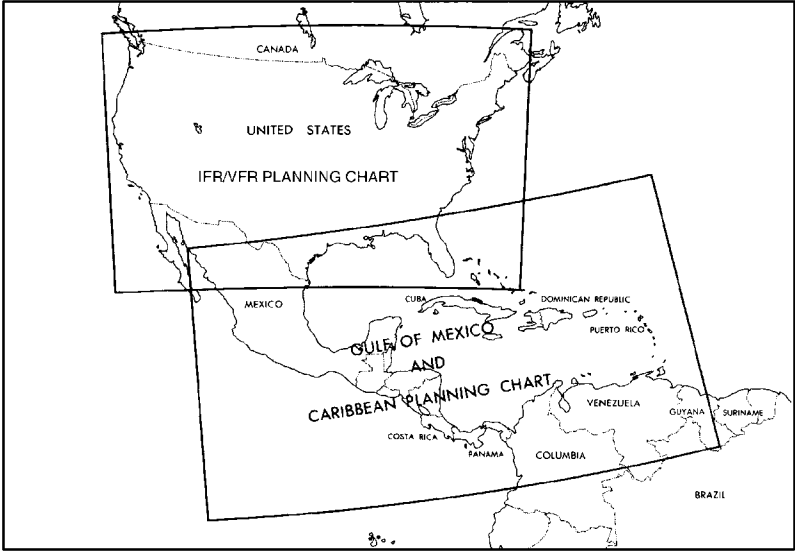 CANADA
UNITED STATES
IFR/VFR PLANNING CHART
MEXICO
CUBA
DOMINICAN REPUBLIC
PUERTO RICO
GULF OF MEXICO
AND
CARIBBEAN PLANNING CHART
VENEZUELA
GUYANA
SURINAME
COSTA RICA
PANAMA
COLUMBIA
BRAZIL